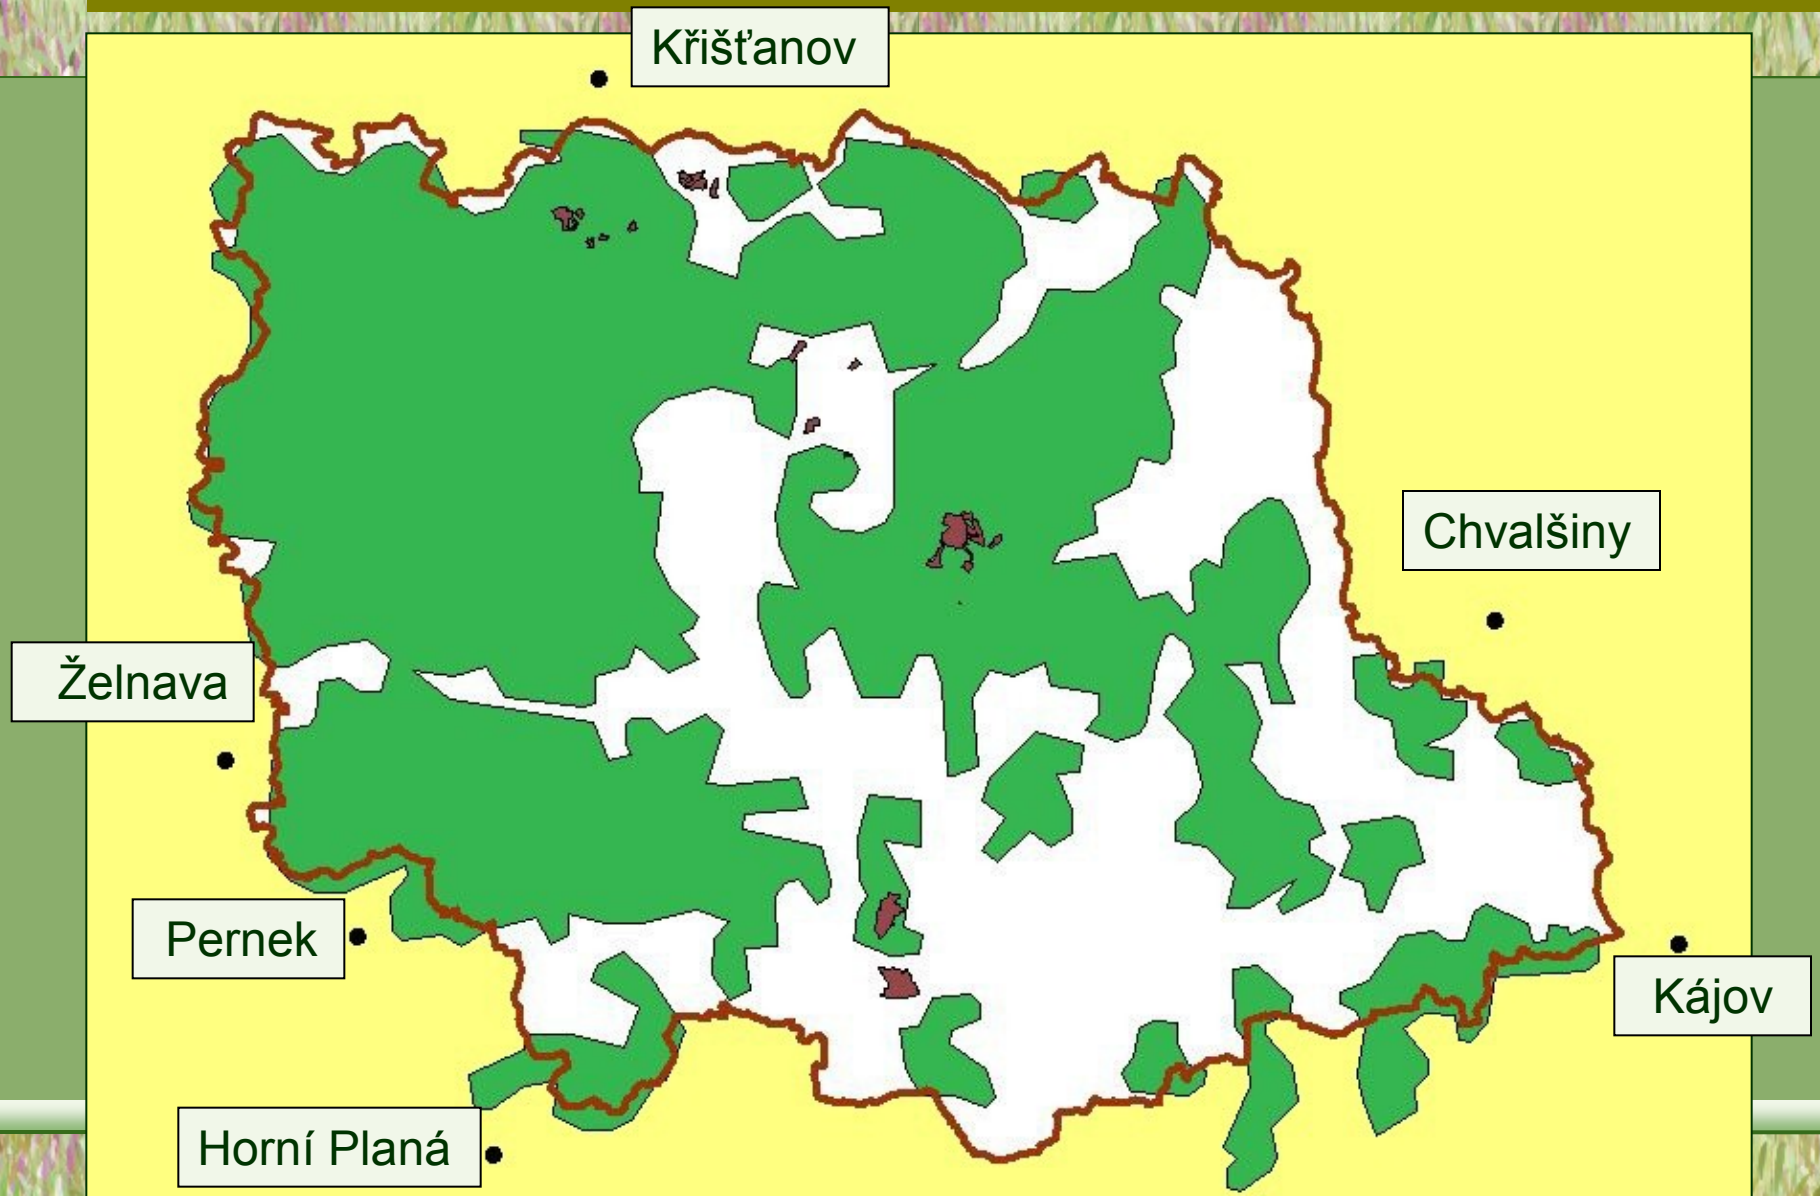 Křišťanov
Chvalšiny
Želnava
Pernek
Kájov
Horní Planá